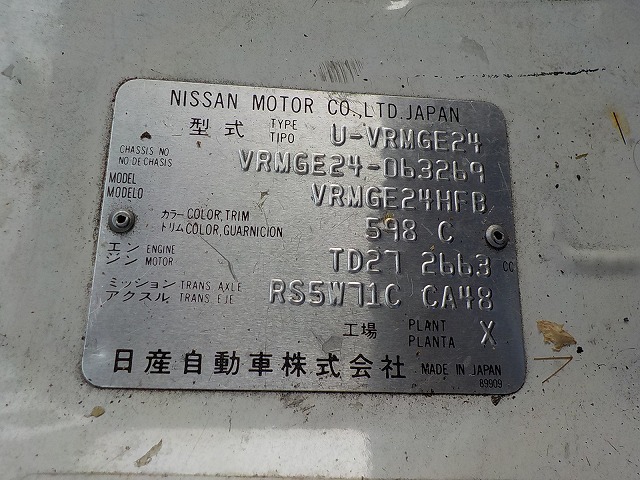 NISSAN MOTOR CO.,LTD.JAPAN
型式 TYPE TIPO U-VRMGE24
CHASSIS NO NO.DE CHASIS VRMGE24-063269
MODEL MODELO VRMGE24HFB
カラー COLOR,TRIM トリム COLOR,GUARNICION 598 C
エンジン ENGINE MOTOR TD27 2663 CC
ミッション TRANS. AXLE アクスル TRANS. EJE RS5W71C CA48
工場 PLANT PLANTA X
日産自動車株式会社 MADE IN JAPAN
89909